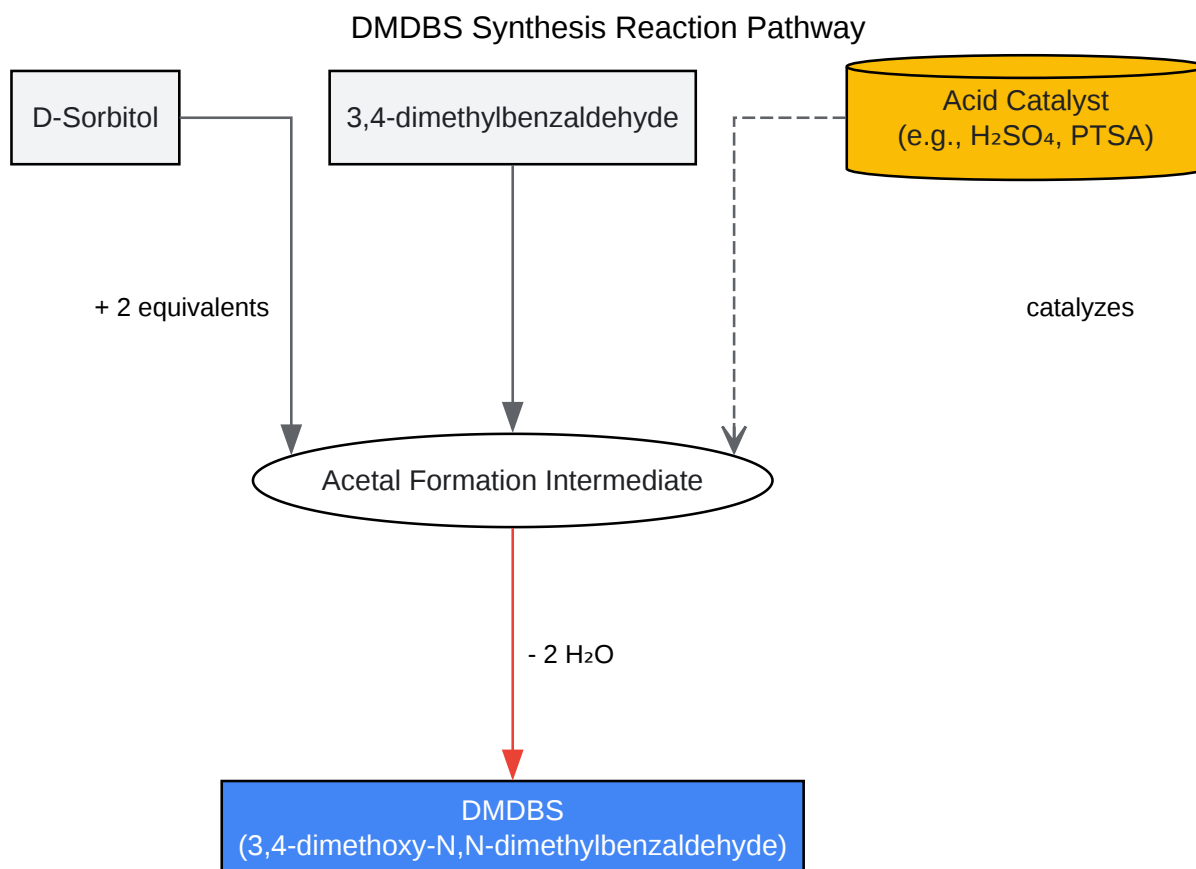 DMDBS Synthesis Reaction Pathway
D-Sorbitol
3,4-dimethylbenzaldehyde
Acid Catalyst
(e.g., H₂SO₄, PTSA)
+ 2 equivalents
catalyzes
Acetal Formation Intermediate
- 2 H₂O
DMDBS
(3,4-dimethoxy-N,N-dimethylbenzaldehyde)